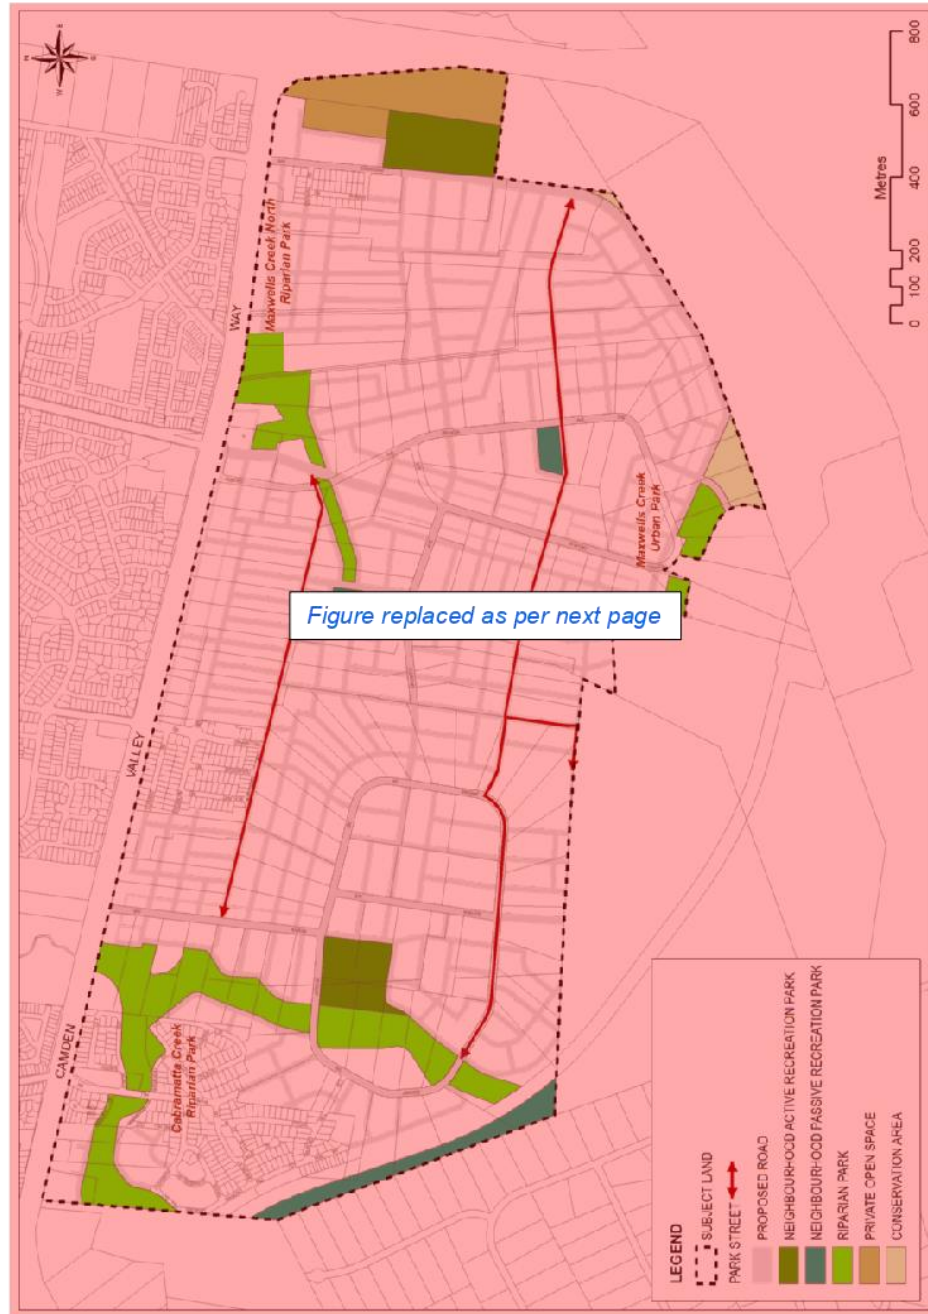 N
E
S
W
CAMDEN
VALLEY
WAY
Maxwells Creek North
Riparian Park
Maxwells Creek
Urban Park
Cabramatta Creek
Riparian Park
Figure replaced as per next page
Metres
0 100 200 400 600 800
LEGEND
SUBJECT LAND
PARK STREET
PROPOSED ROAD
NEIGHBOURHOOD ACTIVE RECREATION PARK
NEIGHBOURHOOD PASSIVE RECREATION PARK
RIPARIAN PARK
PRIVATE OPEN SPACE
CONSERVATION AREA